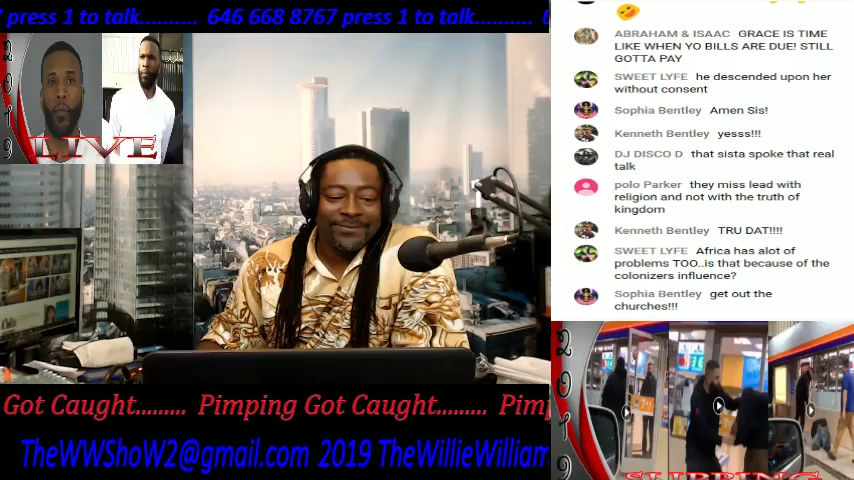 press 1 to talk.......... 646 668 8767 press 1 to talk.......... 6
2019
LIVE
Got Caught......... Pimping Got Caught......... Pim
TheWWShoW2@gmail.com 2019 TheWillieWilliam
ABRAHAM & ISAAC GRACE IS TIME
LIKE WHEN YO BILLS ARE DUE! STILL
GOTTA PAY
SWEET LYFE he descended upon her
without consent
Sophia Bentley Amen Sis!
Kenneth Bentley yesss!!!
DJ DISCO D that sista spoke that real
talk
polo Parker they miss lead with
religion and not with the truth of
kingdom
Kenneth Bentley TRU DAT!!!!
SWEET LYFE Africa has alot of
problems TOO..is that because of the
colonizers influence?
Sophia Bentley get out the
churches!!!
2019
SLIPPING